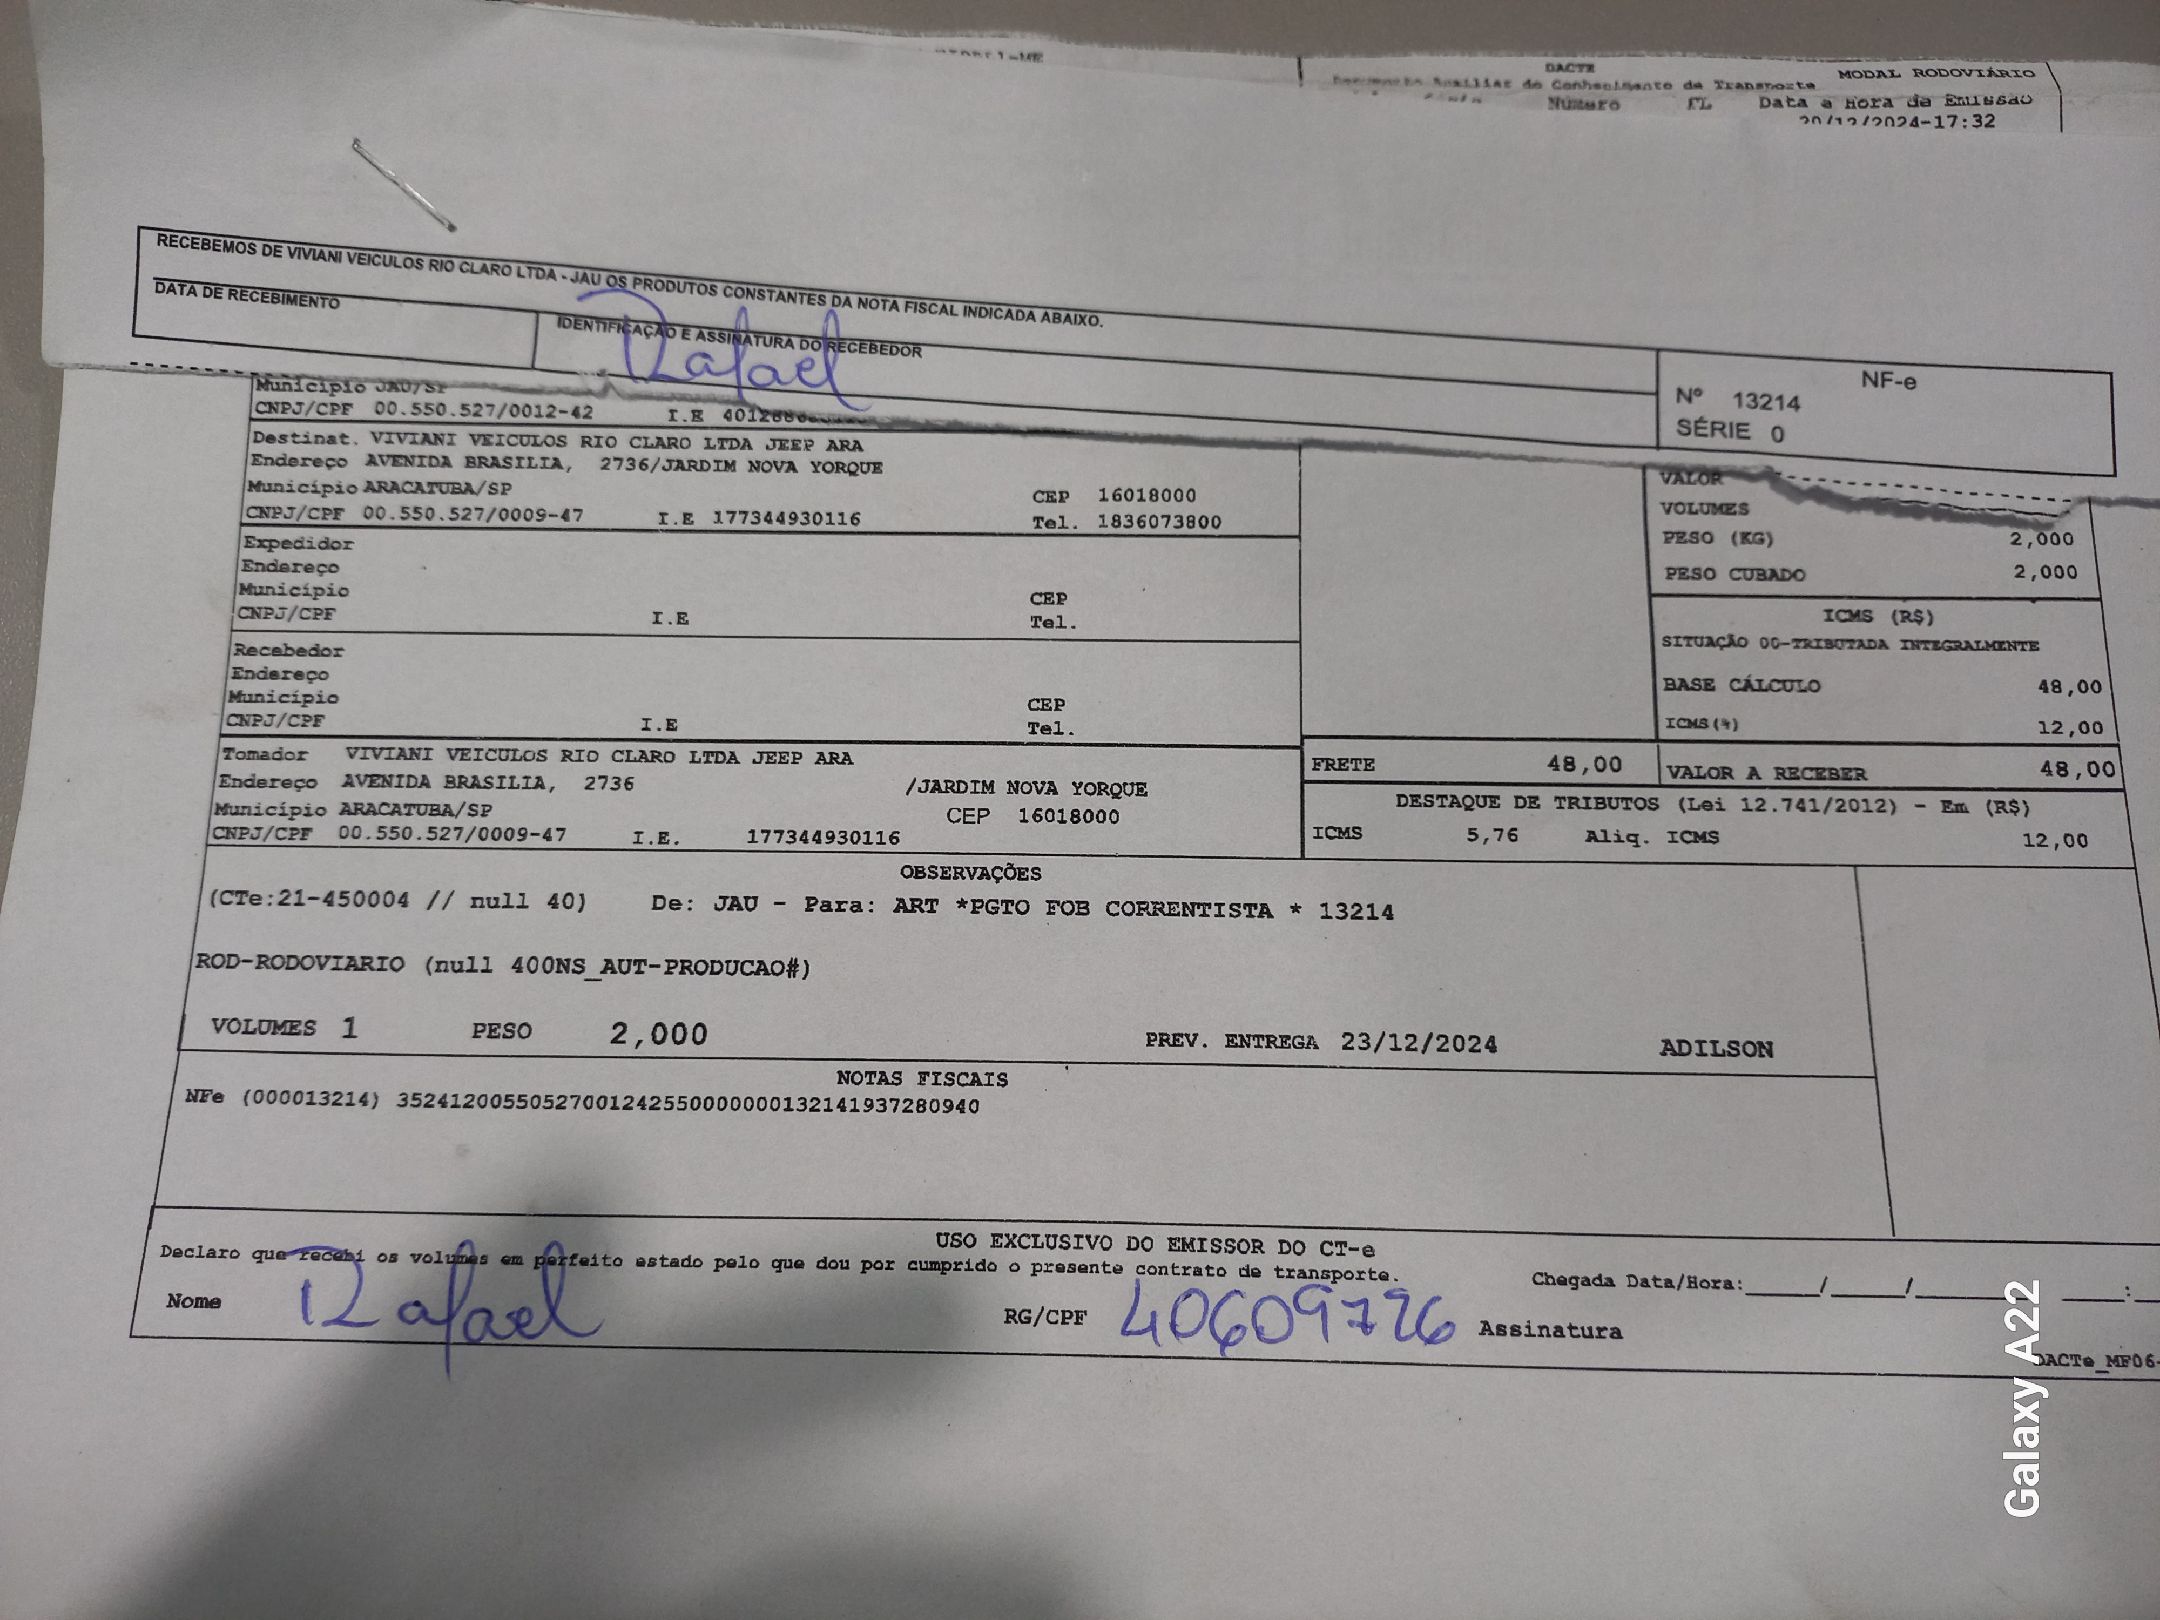 DACTE
Documento Auxiliar do Conhecimento de Transporte
MODAL RODOVIÁRIO
Número FL Data e Hora da Emissão
20/12/2024-17:32
RECEBEMOS DE VIVIANI VEICULOS RIO CLARO LTDA - JAU OS PRODUTOS CONSTANTES DA NOTA FISCAL INDICADA ABAIXO.
DATA DE RECEBIMENTO
IDENTIFICAÇÃO E ASSINATURA DO RECEBEDOR
Rafael
NF-e
Nº 13214
SÉRIE 0
Município JAU/SP
CNPJ/CPF 00.550.527/0012-42 I.E
Destinat. VIVIANI VEICULOS RIO CLARO LTDA JEEP ARA
Endereço AVENIDA BRASILIA, 2736/JARDIM NOVA YORQUE
Município ARACATUBA/SP CEP 16018000
CNPJ/CPF 00.550.527/0009-47 I.E 177344930116 Tel. 1836073800
Expedidor
Endereço
Município CEP
CNPJ/CPF I.E Tel.
Recebedor
Endereço
Município CEP
CNPJ/CPF I.E Tel.
VALOR
VOLUMES
PESO (KG) 2,000
PESO CUBADO 2,000
ICMS (R$)
SITUAÇÃO 00-TRIBUTADA INTEGRALMENTE
BASE CÁLCULO 48,00
ICMS(%) 12,00
Tomador VIVIANI VEICULOS RIO CLARO LTDA JEEP ARA
Endereço AVENIDA BRASILIA, 2736 /JARDIM NOVA YORQUE
Município ARACATUBA/SP CEP 16018000
CNPJ/CPF 00.550.527/0009-47 I.E. 177344930116
FRETE 48,00 VALOR A RECEBER 48,00
DESTAQUE DE TRIBUTOS (Lei 12.741/2012) - Em (R$)
ICMS 5,76 Aliq. ICMS 12,00
OBSERVAÇÕES
(CTe:21-450004 // null 40) De: JAU - Para: ART *PGTO FOB CORRENTISTA * 13214
ROD-RODOVIARIO (null 400NS_AUT-PRODUCAO#)
VOLUMES 1 PESO 2,000 PREV. ENTREGA 23/12/2024 ADILSON
NOTAS FISCAIS
NFe (000013214) 35241200550527001242550000000132141937280940
USO EXCLUSIVO DO EMISSOR DO CT-e
Declaro que recebi os volumes em perfeito estado pelo que dou por cumprido o presente contrato de transporte.
Chegada Data/Hora:_____/_____/_____ ____:__
Nome Rafael RG/CPF 40609726 Assinatura
DACTe_MF06-
Galaxy A22